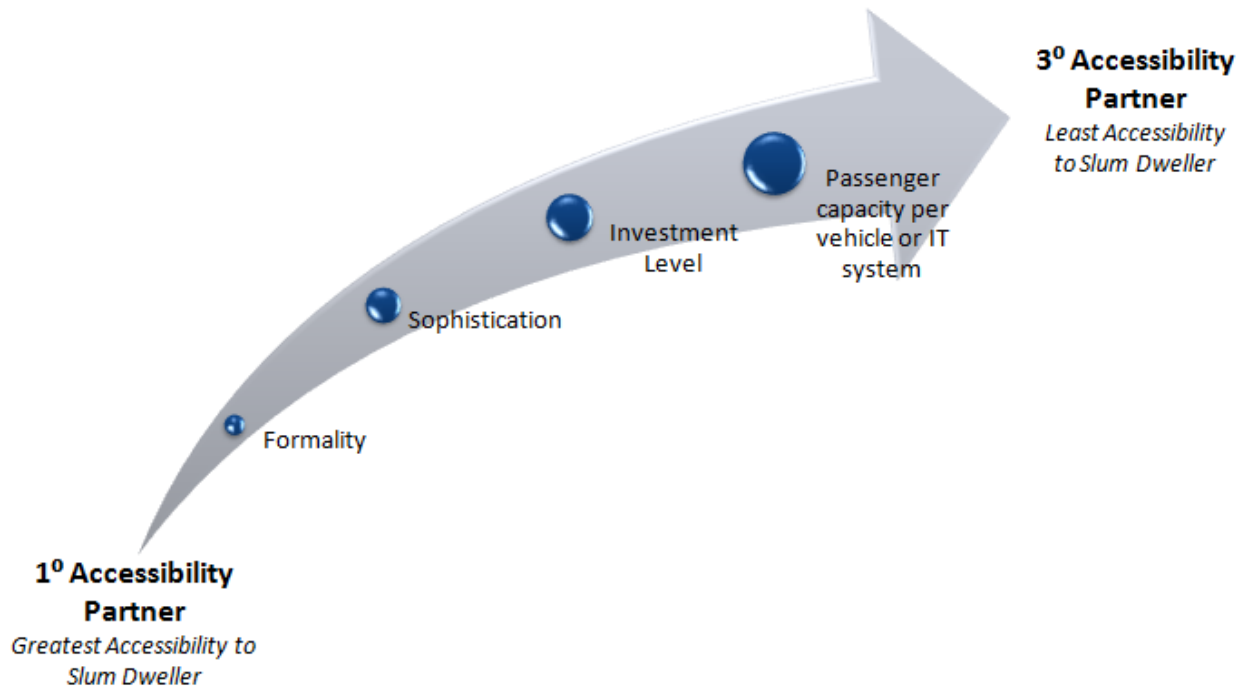 3⁰ Accessibility
Partner
Least Accessibility
to Slum Dweller
Passenger
capacity per
vehicle or IT
system
Investment
Level
Sophistication
Formality
1⁰ Accessibility
Partner
Greatest Accessibility to
Slum Dweller